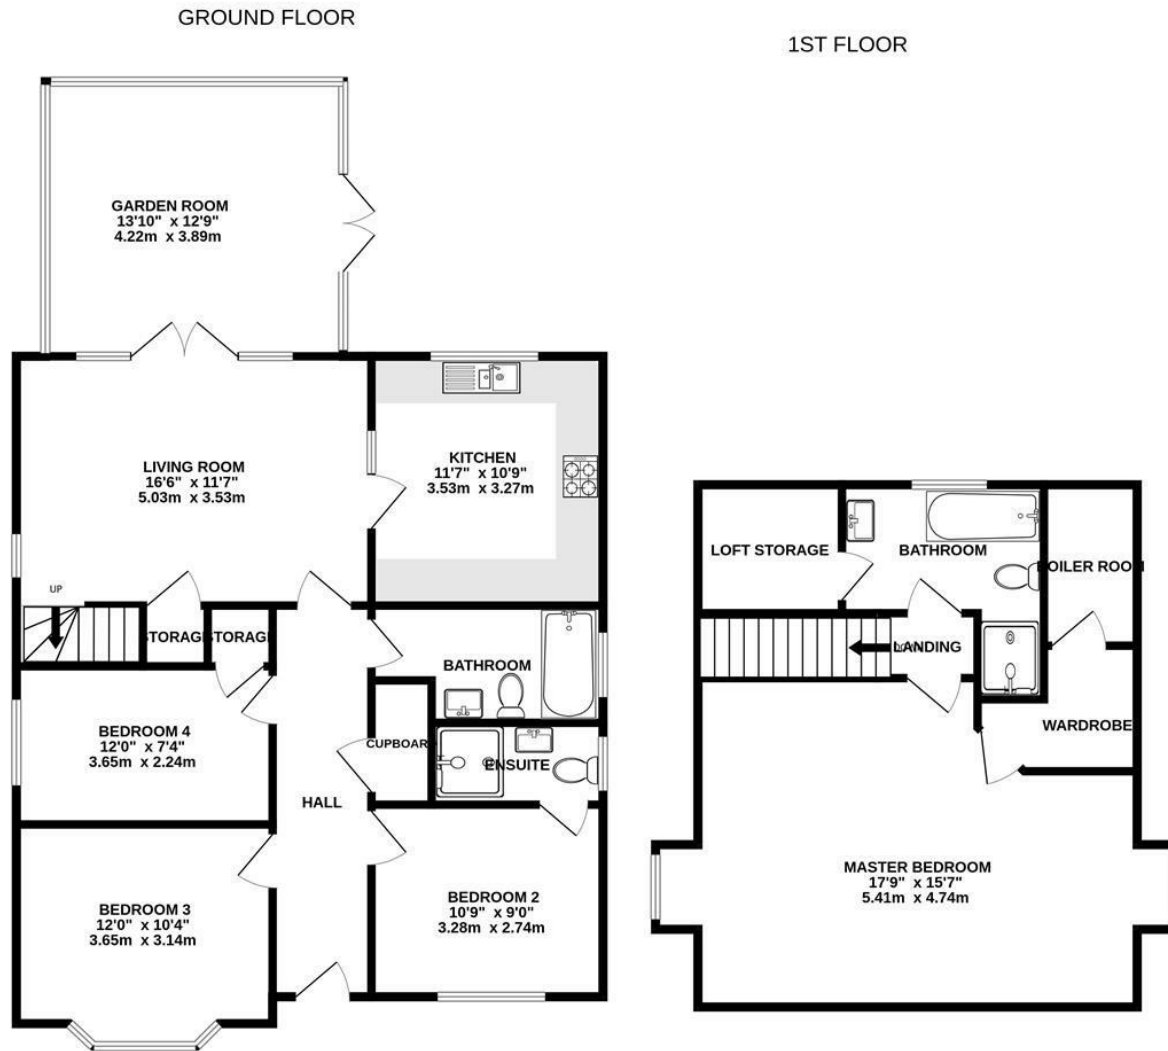 GROUND FLOOR
GARDEN ROOM
13'10" x 12'9"
4.22m x 3.89m
LIVING ROOM
16'6" x 11'7"
5.03m x 3.53m
KITCHEN
11'7" x 10'9"
3.53m x 3.27m
UP
STORAGE
STORAGE
BATHROOM
BEDROOM 4
12'0" x 7'4"
3.65m x 2.24m
CUPBOARD
ENSUITE
HALL
BEDROOM 3
12'0" x 10'4"
3.65m x 3.14m
BEDROOM 2
10'9" x 9'0"
3.28m x 2.74m
1ST FLOOR
LOFT STORAGE
BATHROOM
BOILER ROOM
LANDING
WARDROBE
MASTER BEDROOM
17'9" x 15'7"
5.41m x 4.74m